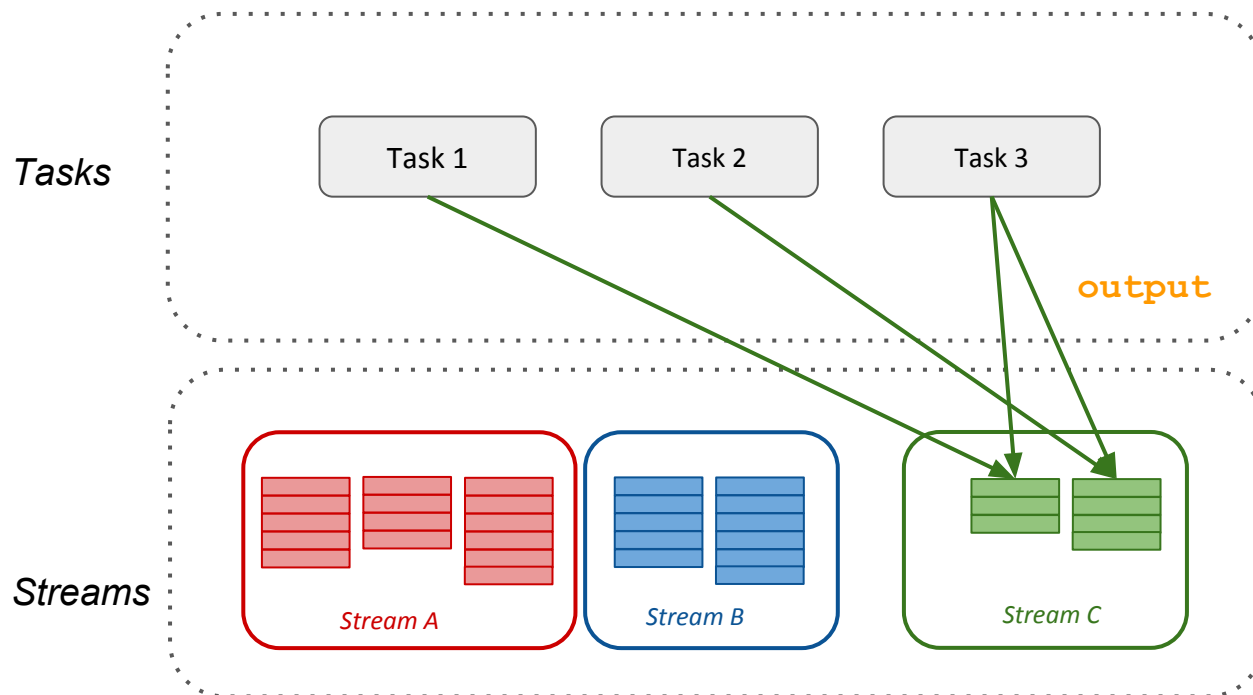 Tasks
Task 1
Task 2
Task 3
output
Streams
Stream A
Stream B
Stream C